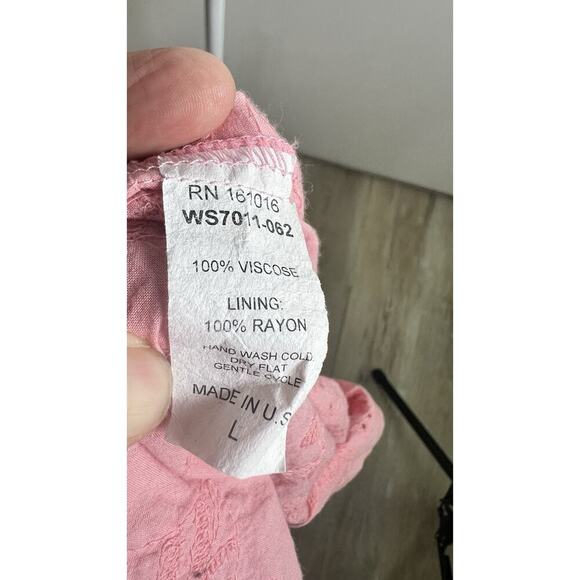 RN 161016
WS7011-062
100% VISCOSE
LINING:
100% RAYON
HAND WASH COLD
DRY FLAT
GENTLE CYCLE
MADE IN U.S
L